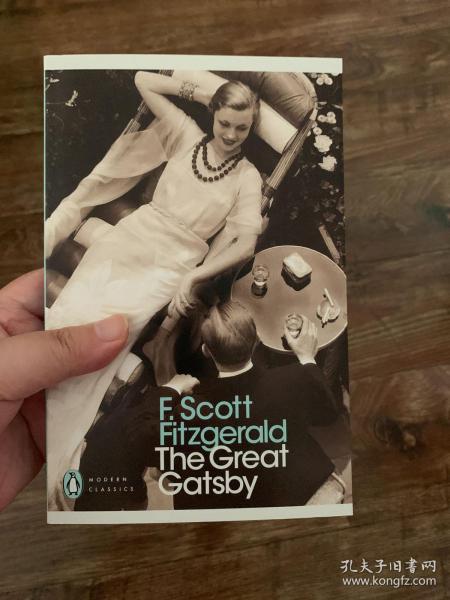 F. Scott
Fitzgerald
The Great
Gatsby
MODERN
CLASSICS
孔夫子旧书网
www.kongfz.com